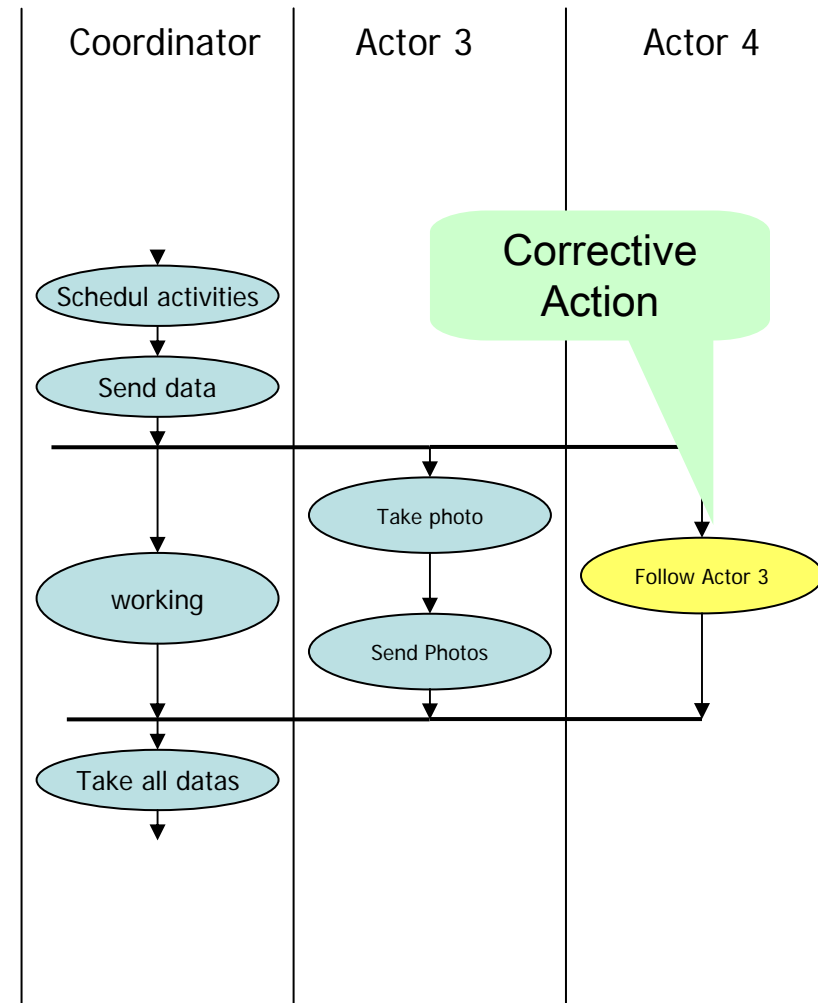 Coordinator
Actor 3
Actor 4
Corrective
Action
Schedul activities
Send data
Take photo
Follow Actor 3
working
Send Photos
Take all datas